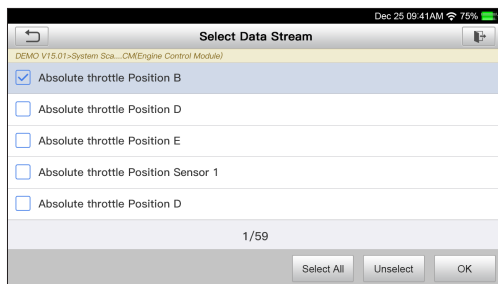 Dec 25 09:41AM 75%
Select Data Stream
DEMO V15.01>System Sca....CM(Engine Control Module)
Absolute throttle Position B
Absolute throttle Position D
Absolute throttle Position E
Absolute throttle Position Sensor 1
Absolute throttle Position D
1/59
Select All Unselect OK